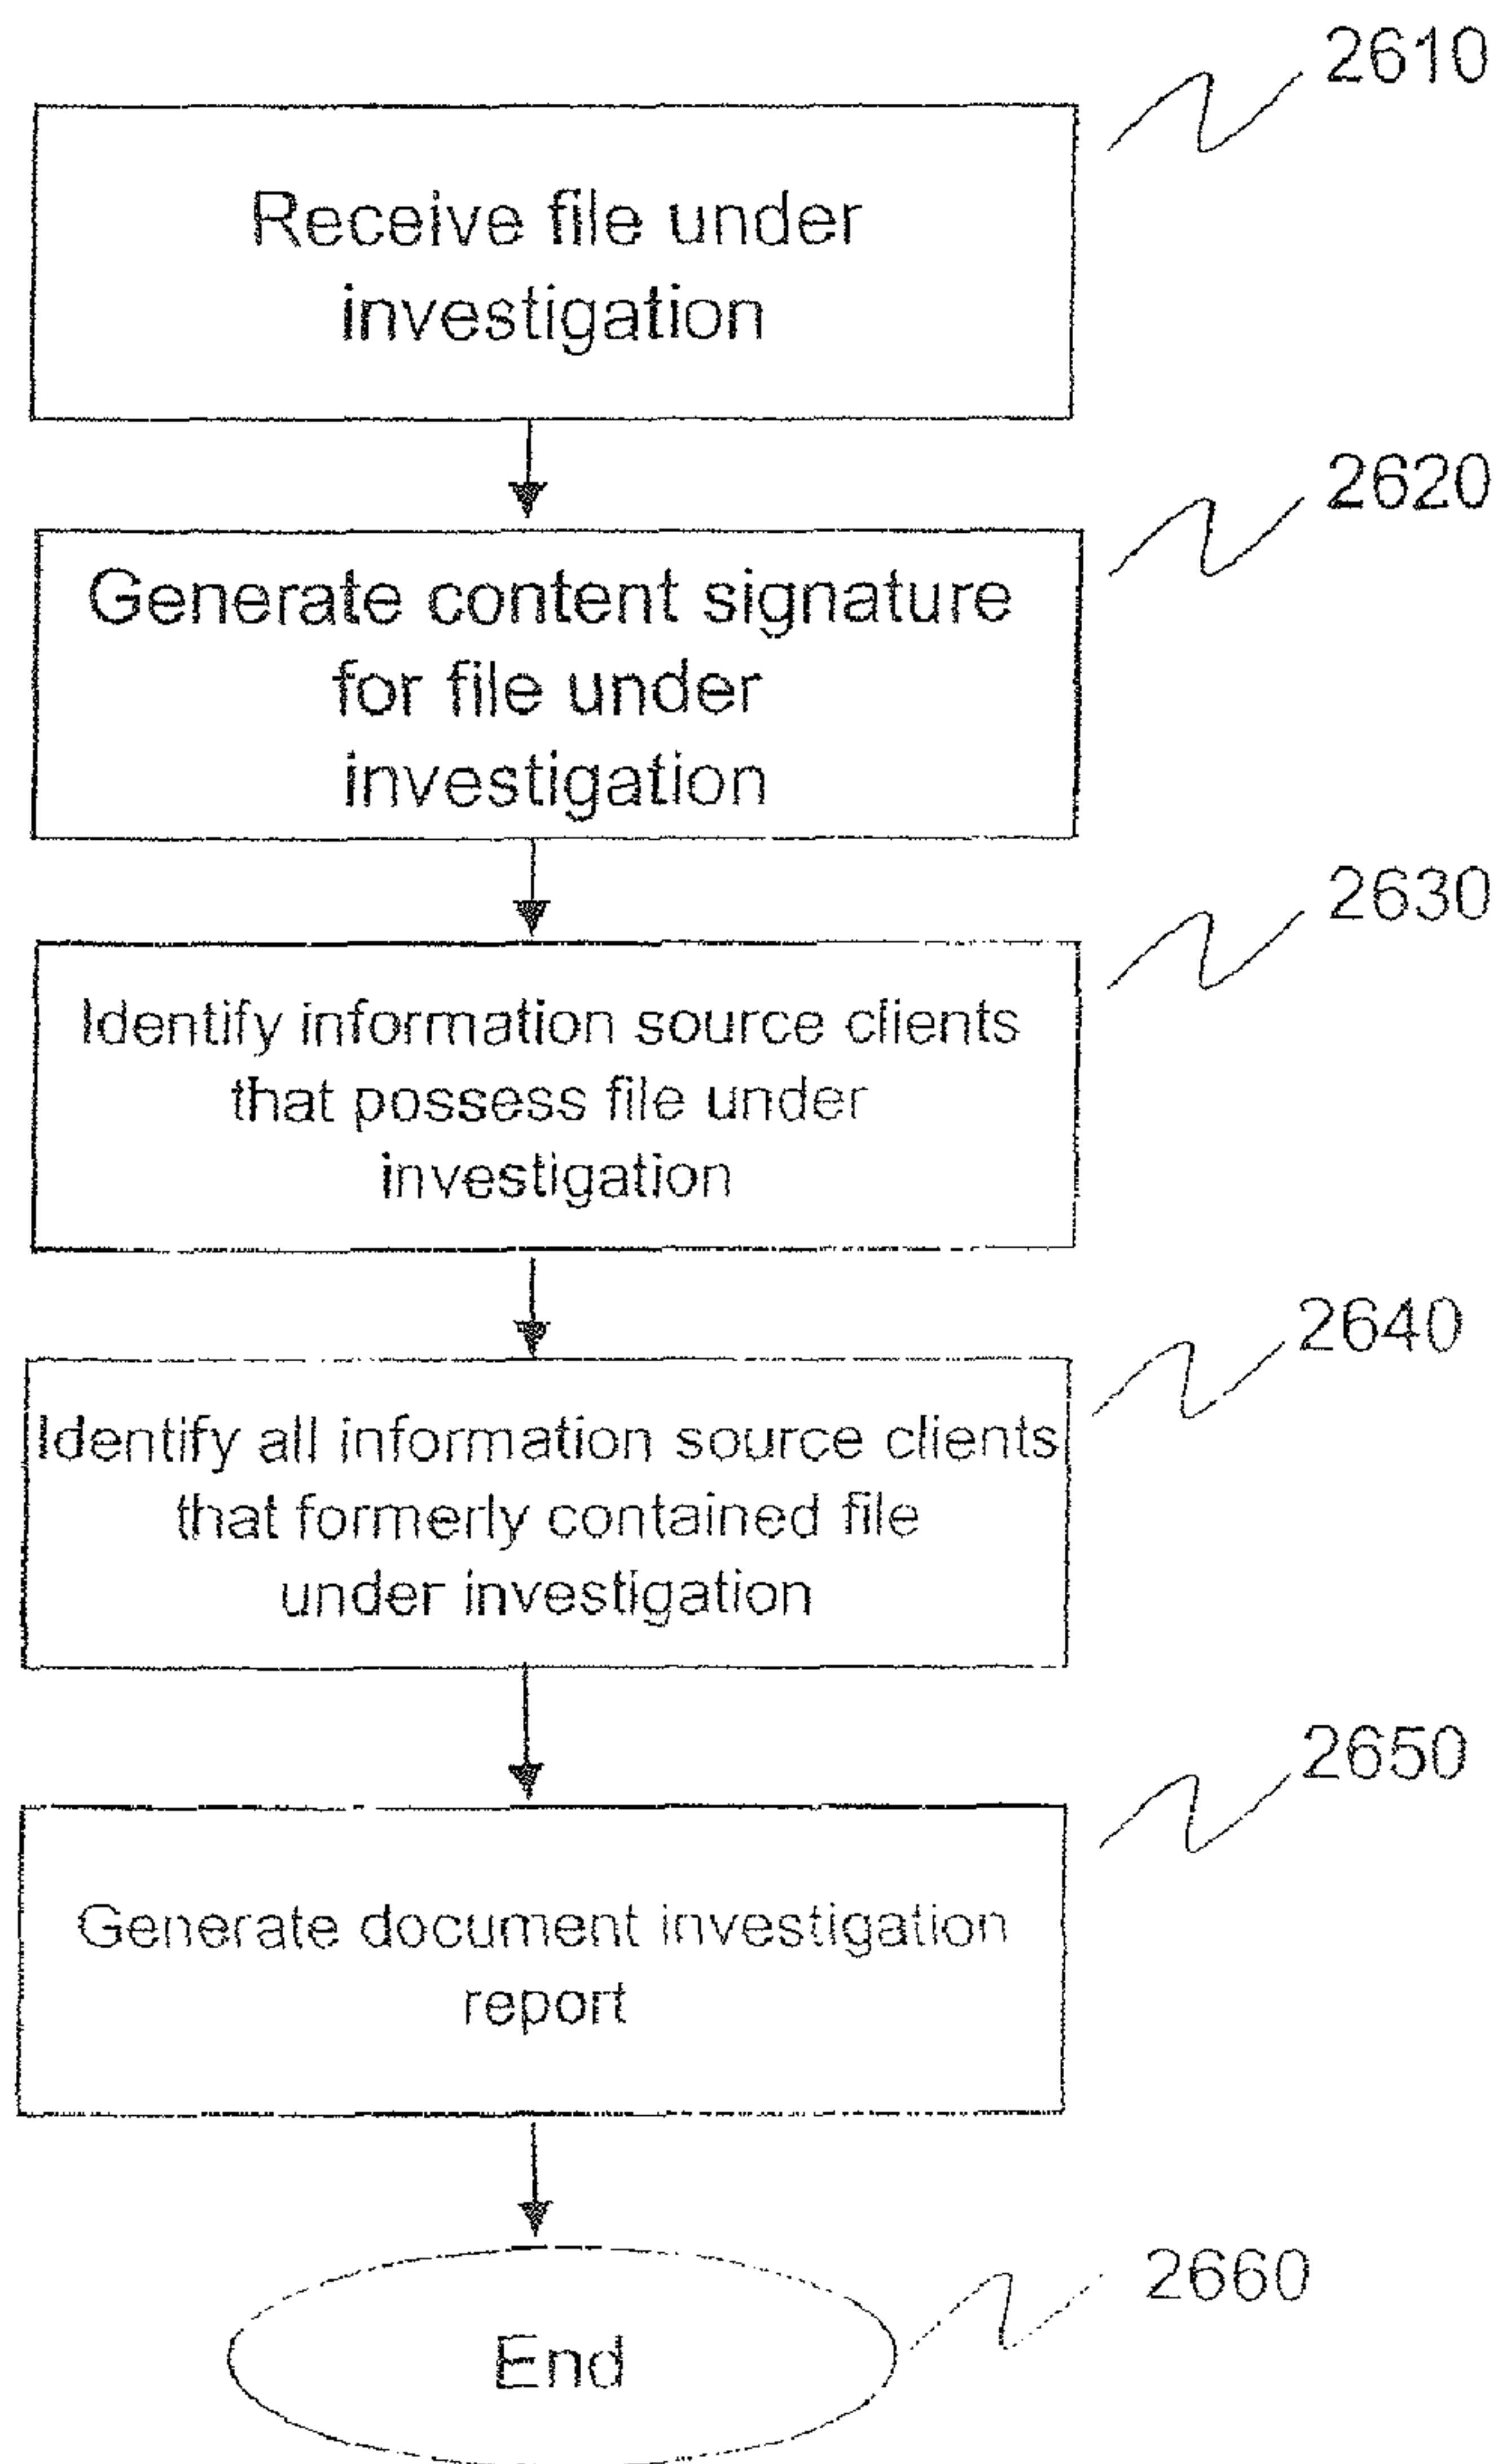 2610
Receive file under
investigation
2620
Generate content signature
for file under
investigation
2630
Identify information source clients
that possess file under
investigation
2640
Identify all information source clients
that formerly contained file
under investigation
2650
Generate document investigation
report
2660
End